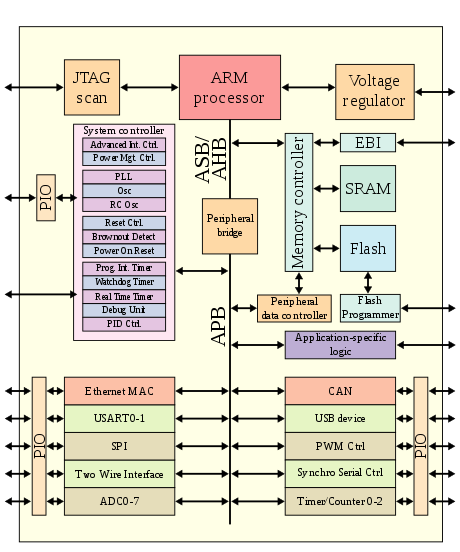 JTAG
scan
ARM
processor
Voltage
regulator
System controller
Advanced Int. Ctrl.
Power Mgt. Ctrl.
PLL
Osc
RC Osc
Reset Ctrl.
Brownout Detect
Power On Reset
Prog. Int. Timer
Watchdog Timer
Real Time Timer
Debug Unit
PID Ctrl.
PIO
ASB/
AHB
Peripheral
bridge
APB
Memory controller
EBI
SRAM
Flash
Peripheral
data controller
Flash
Programmer
Application-specific
logic
PIO
Ethernet MAC
USART0-1
SPI
Two Wire Interface
ADC0-7
CAN
USB device
PWM Ctrl
Synchro Serial Ctrl
Timer/Counter 0-2
PIO